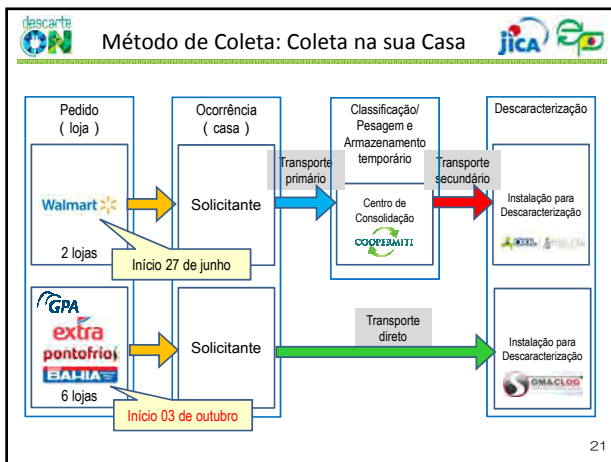 descarte
ON
Método de Coleta: Coleta na sua Casa
jICA
Pedido
( loja )
Ocorrência
( casa )
Classificação/
Pesagem e
Armazenamento
temporário
Descaracterização
Transporte
primário
Transporte
secundário
Walmart
2 lojas
Solicitante
Centro de
Consolidação
COOPERMITI
Instalação para
Descaracterização
Início 27 de junho
GPA
extra
pontofrio
BAHIA
6 lojas
Solicitante
Transporte
direto
Instalação para
Descaracterização
GM&CLOG
Início 03 de outubro
21